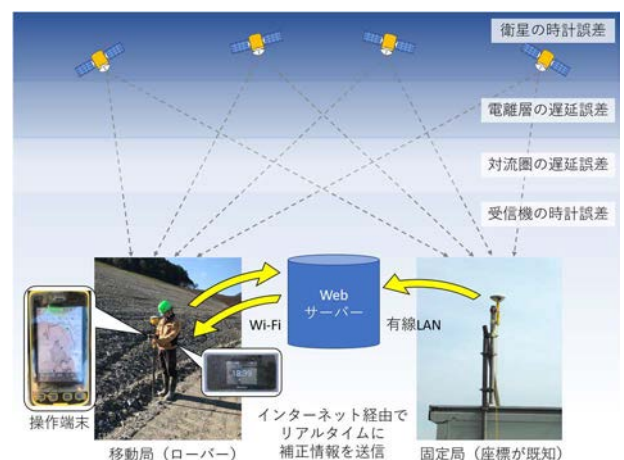 衛星の時計誤差
電離層の遅延誤差
対流圏の遅延誤差
受信機の時計誤差
Web
サーバー
Wi-Fi
有線LAN
操作端末
インターネット経由で
リアルタイムに
補正情報を送信
移動局（ローバー）
固定局（座標が既知）